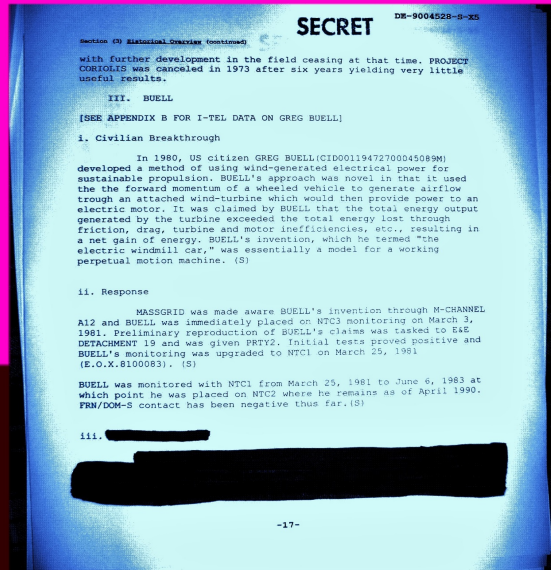 SECRET
DE-9004528-S-X5
Section (3) Historical Overview (continued)
with further development in the field ceasing at that time. PROJECT
CORIOLIS was canceled in 1973 after six years yielding very little
useful results.
III. BUELL
[SEE APPENDIX B FOR I-TEL DATA ON GREG BUELL]
i. Civilian Breakthrough
In 1980, US citizen GREG BUELL(CID00119472700045089M)
developed a method of using wind-generated electrical power for
sustainable propulsion. BUELL's approach was novel in that it used
the the forward momentum of a wheeled vehicle to generate airflow
trough an attached wind-turbine which would then provide power to an
electric motor. It was claimed by BUELL that the total energy output
generated by the turbine exceeded the total energy lost through
friction, drag, turbine and motor inefficiencies, etc., resulting in
a net gain of energy. BUELL's invention, which he termed "the
electric windmill car," was essentially a model for a working
perpetual motion machine. (S)
ii. Response
MASSGRID was made aware BUELL's invention through M-CHANNEL
A12 and BUELL was immediately placed on NTC3 monitoring on March 3,
1981. Preliminary reproduction of BUELL's claims was tasked to E&E
DETACHMENT 19 and was given PRTY2. Initial tests proved positive and
BUELL's monitoring was upgraded to NTC1 on March 25, 1981
(E.O.X.8100083). (S)
BUELL was monitored with NTC1 from March 25, 1981 to June 6, 1983 at
which point he was placed on NTC2 where he remains as of April 1990.
FRN/DOM-S contact has been negative thus far.(S)
iii.
-17-